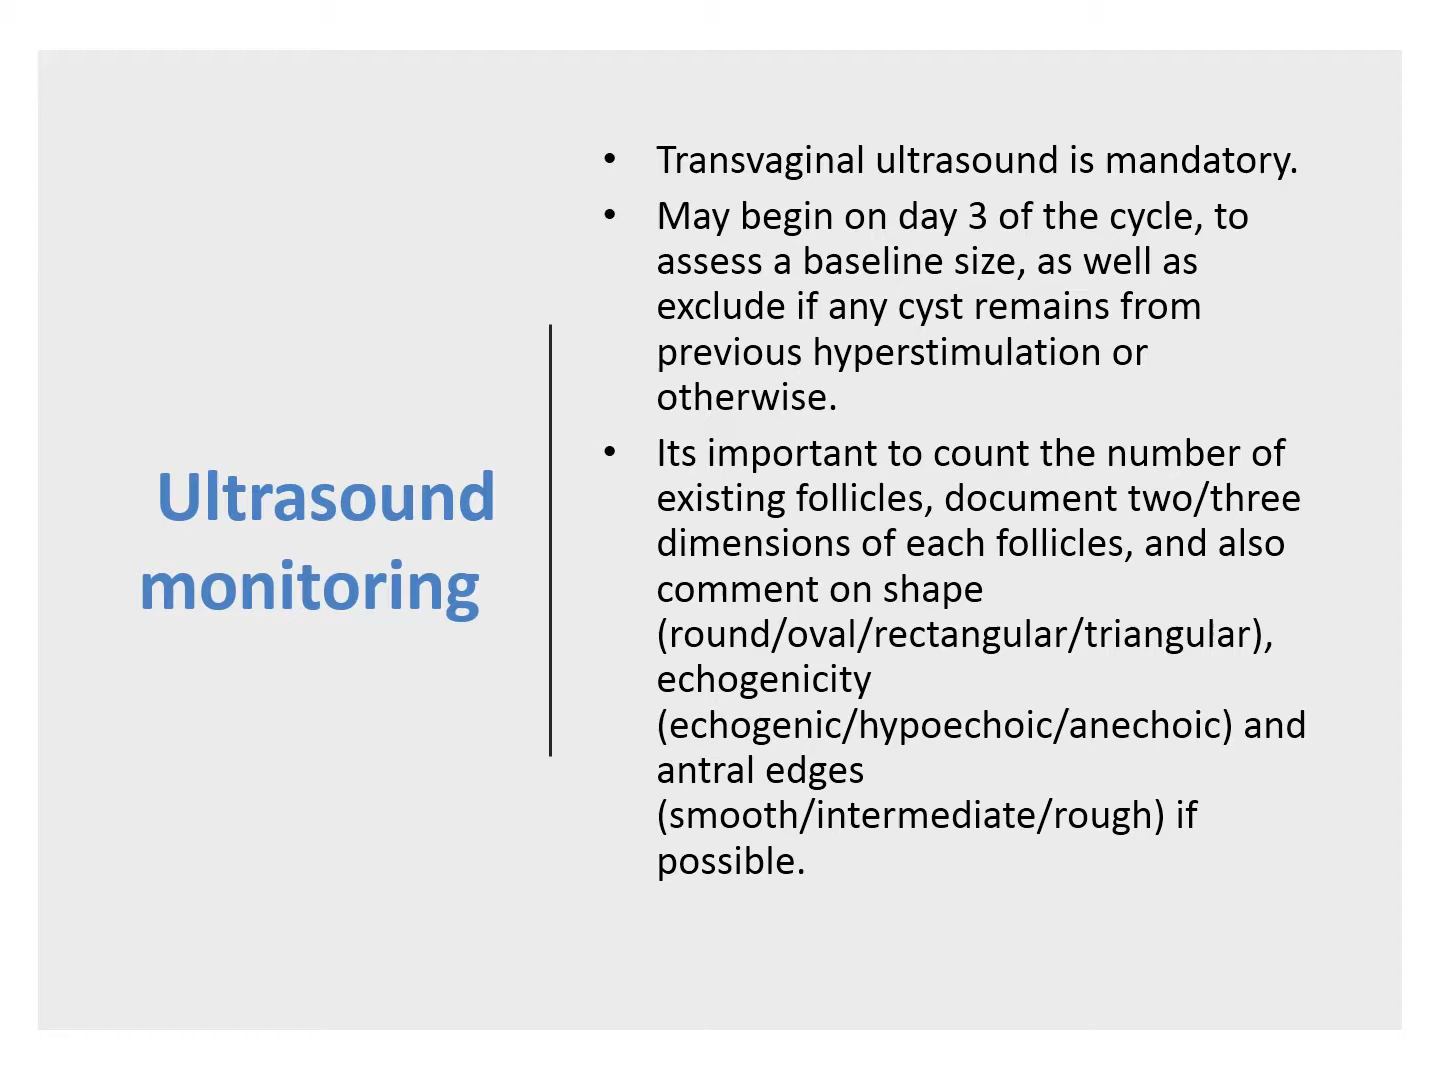 Ultrasound
monitoring
• Transvaginal ultrasound is mandatory.
• May begin on day 3 of the cycle, to
assess a baseline size, as well as
exclude if any cyst remains from
previous hyperstimulation or
otherwise.
• Its important to count the number of
existing follicles, document two/three
dimensions of each follicles, and also
comment on shape
(round/oval/rectangular/triangular),
echogenicity
(echogenic/hypoechoic/anechoic) and
antral edges
(smooth/intermediate/rough) if
possible.